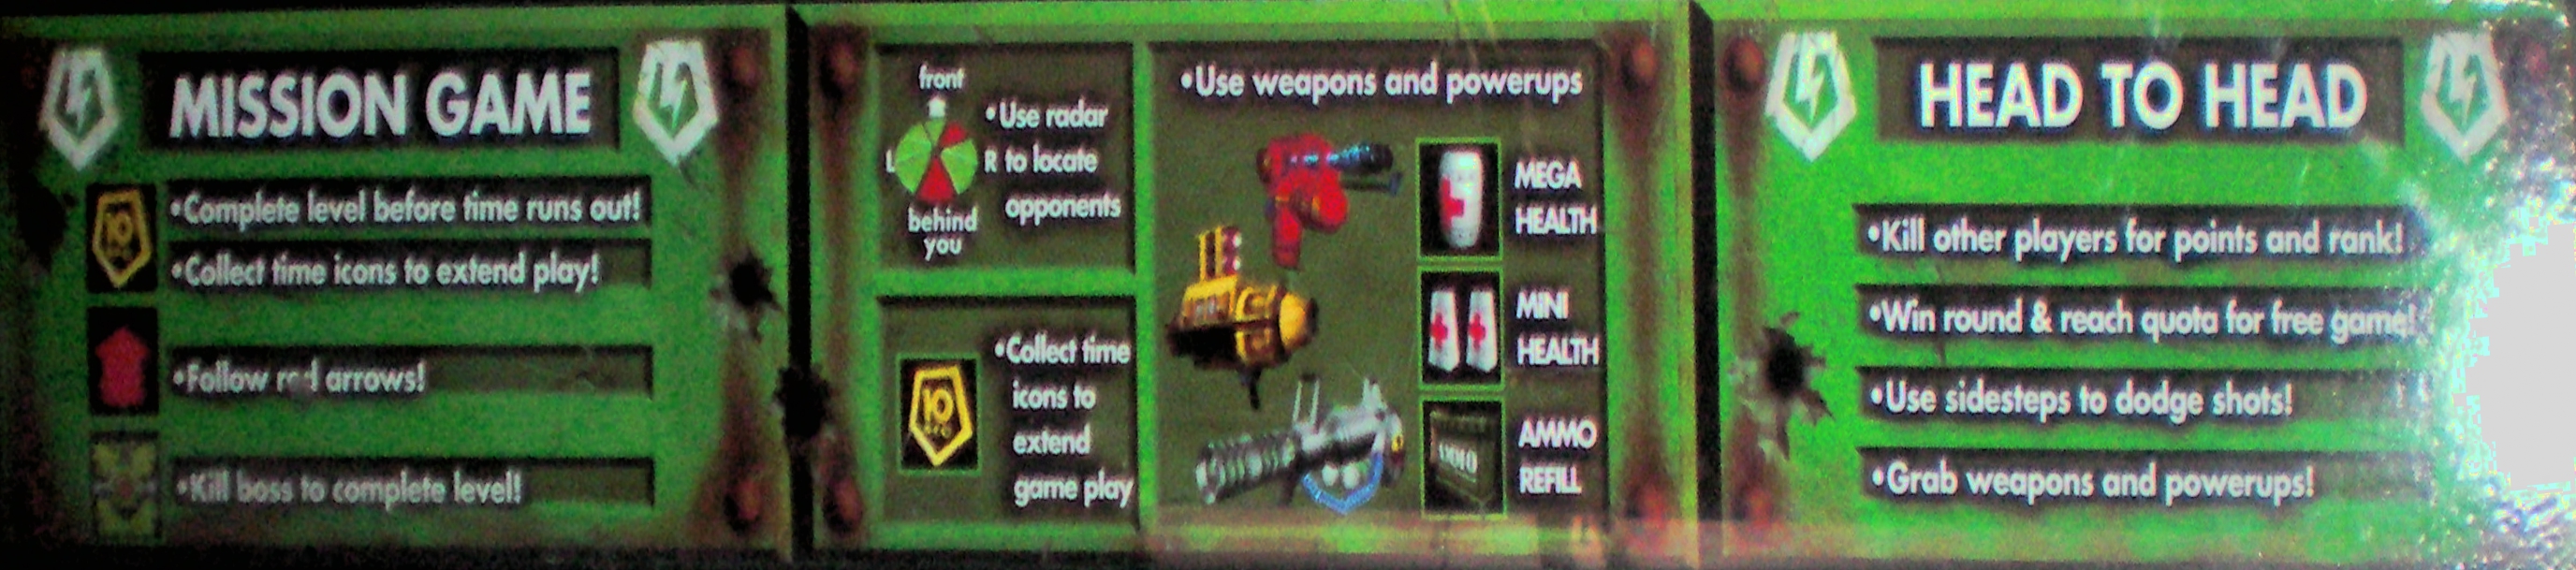 MISSION GAME
•Complete level before time runs out!
•Collect time icons to extend play!
•Follow red arrows!
•Kill boss to complete level!
front
L
R
behind
you
•Use radar
to locate
opponents
10
•Collect time
icons to
extend
game play
•Use weapons and powerups
MEGA
HEALTH
MINI
HEALTH
AMMO
AMMO
REFILL
HEAD TO HEAD
•Kill other players for points and rank!
•Win round & reach quota for free game!
•Use sidesteps to dodge shots!
•Grab weapons and powerups!